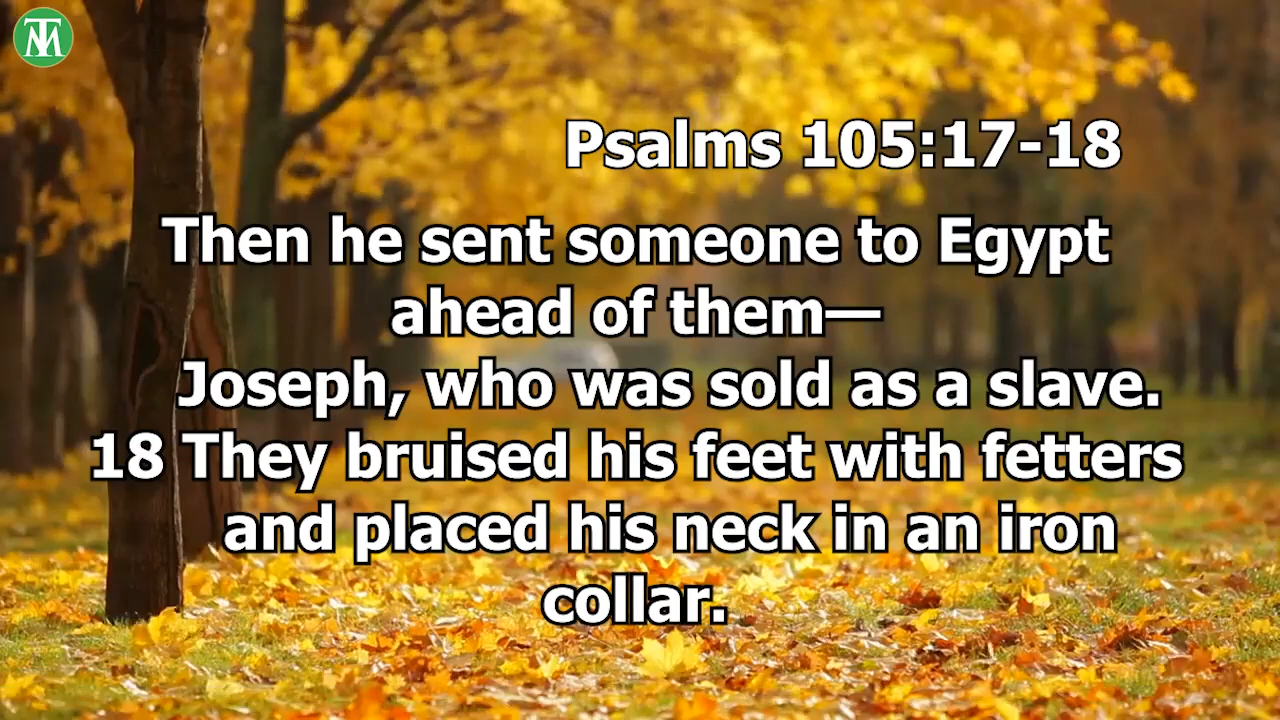 TM
Psalms 105:17-18
Then he sent someone to Egypt
ahead of them—
Joseph, who was sold as a slave.
18 They bruised his feet with fetters
and placed his neck in an iron
collar.